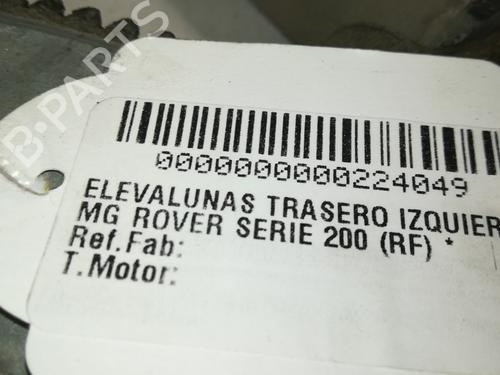 B-PARTS
0000000000224049
ELEVALUNAS TRASERO IZQUIER
MG ROVER SERIE 200 (RF) *
Ref.Fab:
T.Motor: